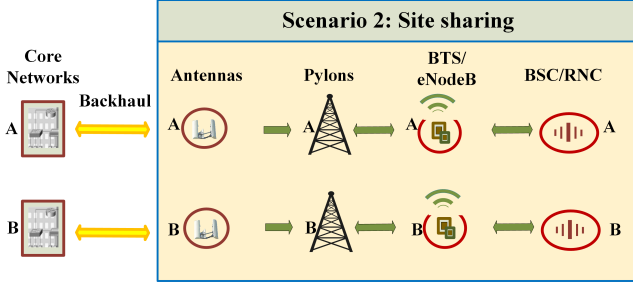 Scenario 2: Site sharing
Core
Networks
Backhaul
Antennas
Pylons
BTS/
eNodeB
BSC/RNC
A
A
A
A
A
B
B
B
B
B